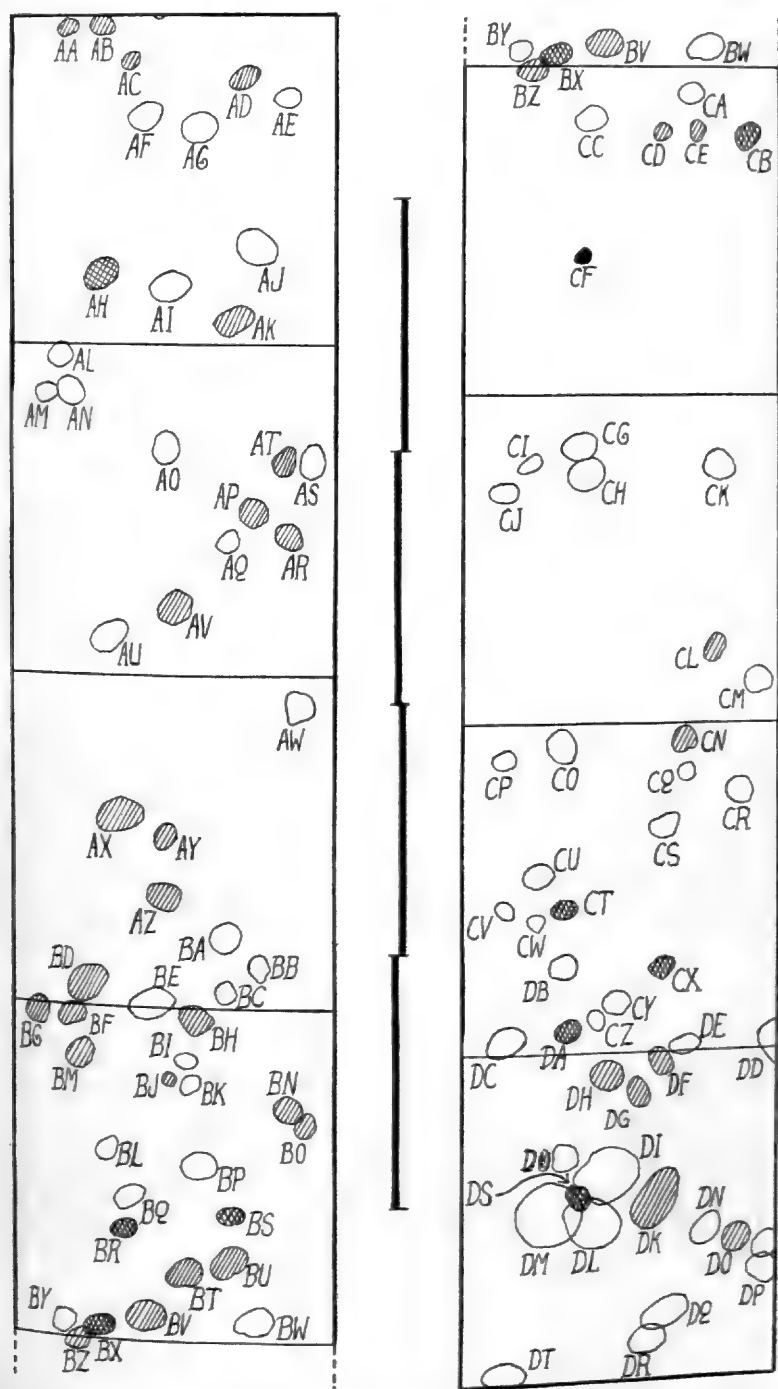 AA AB
AC
AD AE
AF AG
AJ
AH AI
AK
AL
AM AN
AO AT AS
AP
AQ AR
AU AV
AW
AX AY
AZ
BA
BD BE BB
BC
BG BF BH
BM BI
BJ BK BN
BO
BL BP
BQ
BR BS
BT BU
BY BV BW
BZ BX
BY BV BW
BZ BX
CA
CC CD CE CB
CF
CI CG
CJ CH CK
CL
CM
CP CO CN
CQ
CR
CS
CU
CV CW CT
DB CX
CY
CZ
DC DA DE DD
DH DG DF
DI
DS
DN
DM DL DK DO DP
DQ
DT DR